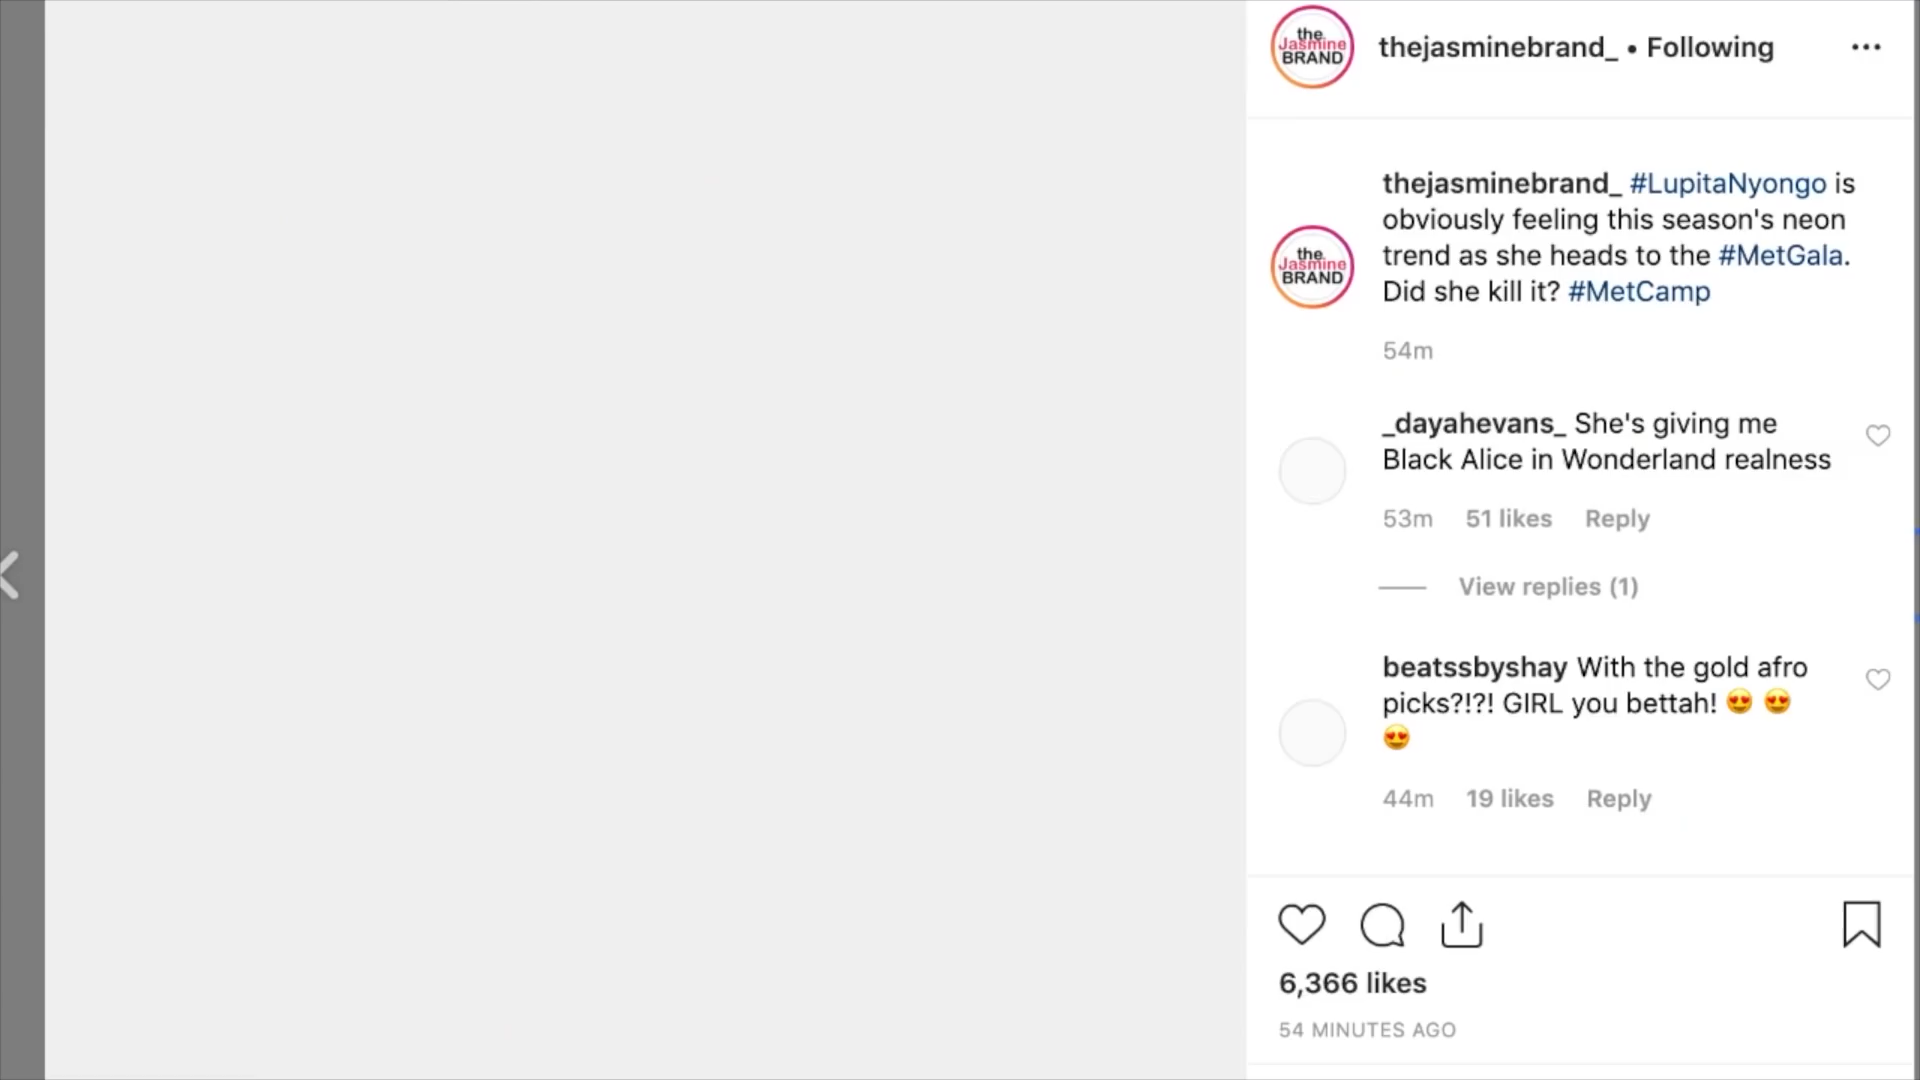 the.
Jasmine
BRAND
thejasminebrand_ • Following
the.
Jasmine
BRAND
thejasminebrand_ #LupitaNyongo is
obviously feeling this season's neon
trend as she heads to the #MetGala.
Did she kill it? #MetCamp
54m
_dayahevans_ She's giving me
Black Alice in Wonderland realness
53m 51 likes Reply
View replies (1)
beatssbyshay With the gold afro
picks?!?! GIRL you bettah! 😍 😍
😍
44m 19 likes Reply
6,366 likes
54 MINUTES AGO